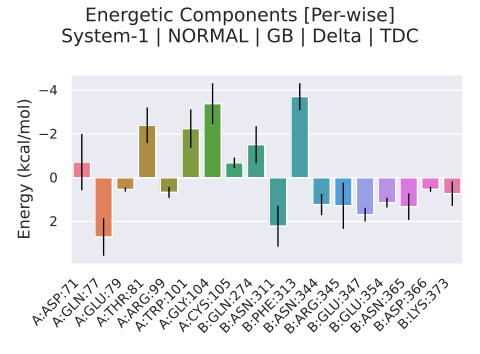 Energetic Components [Per-wise]
System-1 | NORMAL | GB | Delta | TDC
Energy (kcal/mol)
−4
−2
0
2
A:ASP:71
A:GLN:77
A:GLU:79
A:THR:81
A:ARG:99
A:TRP:101
A:GLY:104
A:CYS:105
B:GLN:274
B:ASN:311
B:PHE:313
B:ASN:344
B:ARG:345
B:GLU:347
B:GLU:354
B:ASN:365
B:ASP:366
B:LYS:373